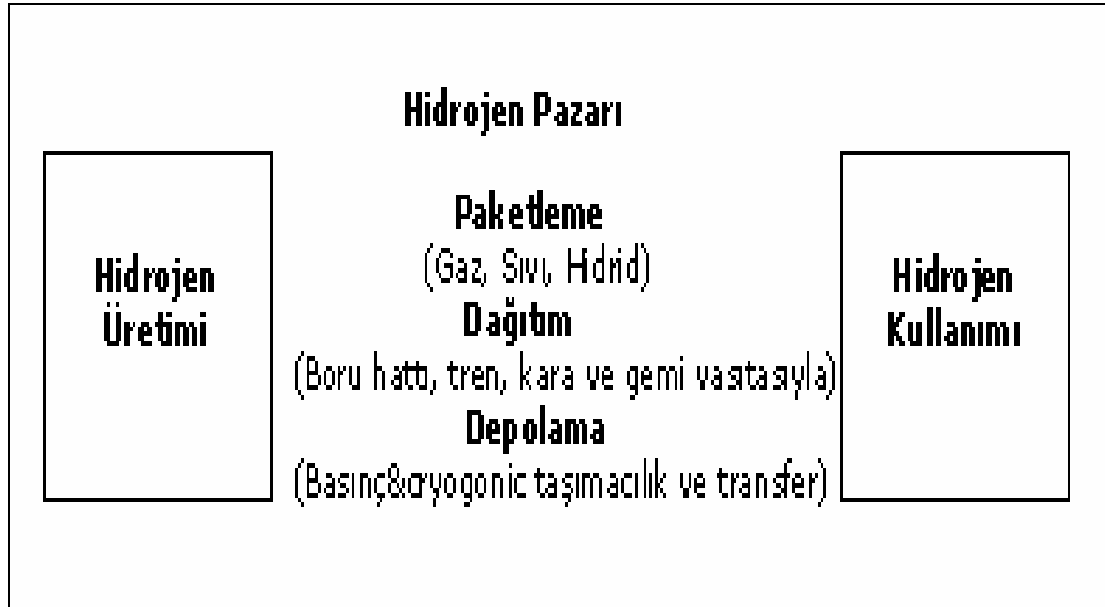 Hidrojen Pazarı
Hidrojen
Üretimi
Paketleme
(Gaz, Sıvı, Hidrid)
Dağıtım
(Boru hattı, tren, kara ve gemi vasıtasıyla)
Depolama
(Basınç&cryogonic taşımacılık ve transfer)
Hidrojen
Kullanımı